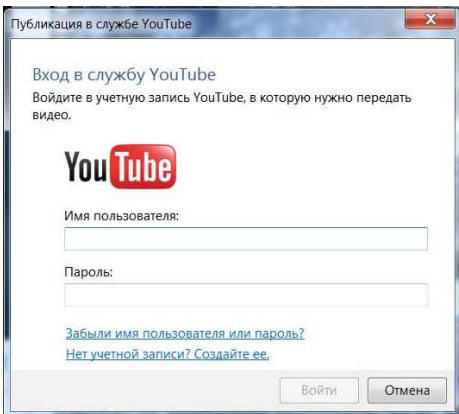 Публикация в службе YouTube
Вход в службу YouTube
Войдите в учетную запись YouTube, в которую нужно передать
видео.
YouTube
Имя пользователя:
Пароль:
Забыли имя пользователя или пароль?
Нет учетной записи? Создайте ее.
Войти Отмена